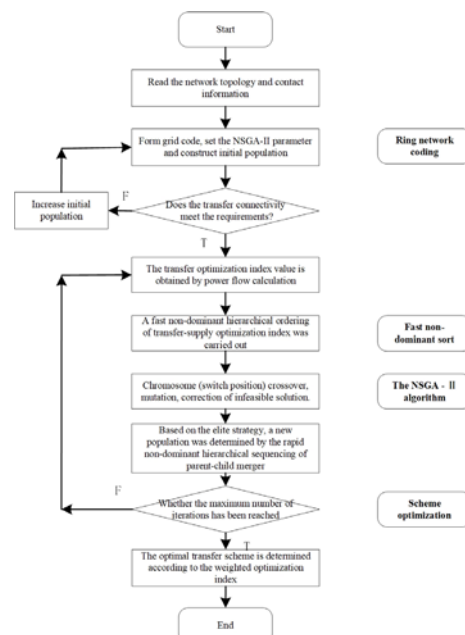 Start
Read the network topology and contact
information
Form grid code, set the NSGA-II parameter
and construct initial population
Ring network
coding
Increase initial
population
F
Does the transfer connectivity
meet the requirements?
T
The transfer optimization index value is
obtained by power flow calculation
A fast non-dominant hierarchical ordering
of transfer-supply optimization index was
carried out
Fast non-
dominant sort
Chromosome (switch position) crossover,
mutation, correction of infeasible solution.
The NSGA - II
algorithm
Based on the elite strategy, a new
population was determined by the rapid
non-dominant hierarchical sequencing of
parent-child merger
F
Whether the maximum number of
iterations has been reached
Scheme
optimization
T
The optimal transfer scheme is determined
according to the weighted optimization
index
End